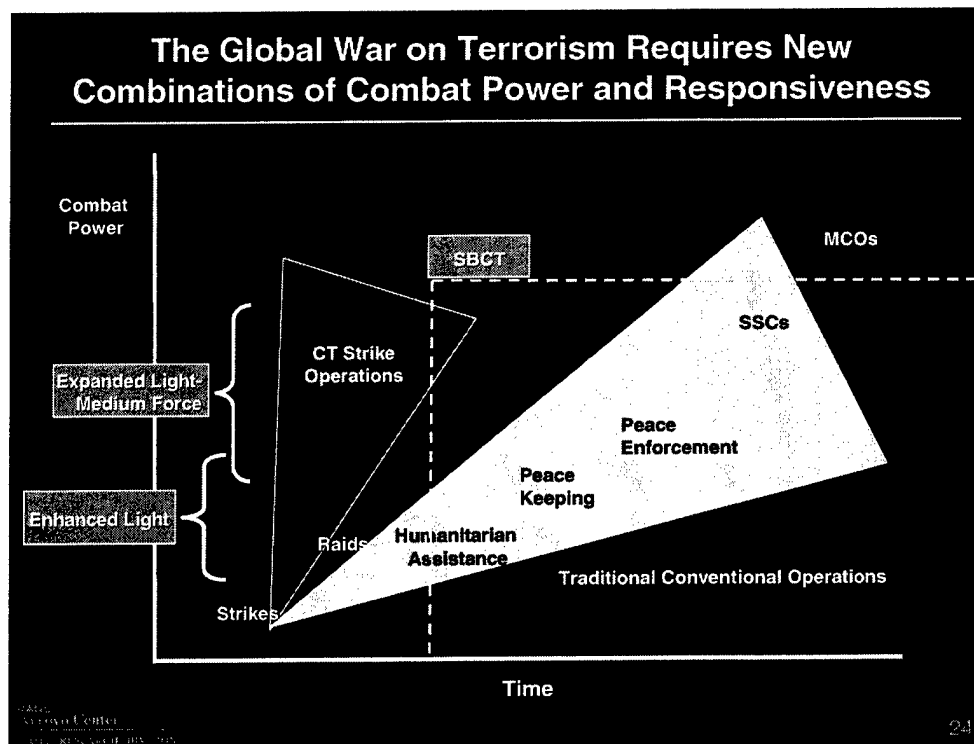 The Global War on Terrorism Requires New
Combinations of Combat Power and Responsiveness
Combat
Power
MCOs
SBCT
SSCs
CT Strike
Operations
Expanded Light-
Medium Force
Peace
Enforcement
Peace
Keeping
Enhanced Light
Raids
Humanitarian
Assistance
Traditional Conventional Operations
Strikes
Time
Arroyo Center
24